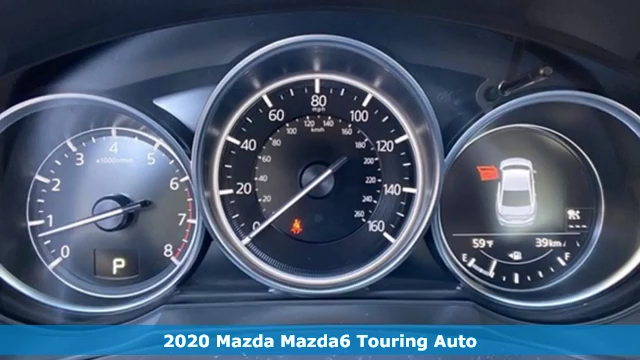 4
3 5
x1000r/min
2 6
1 7
0 8
P
80
mph
60 100
40 120
20 140
0 160
120 140
100 160
km/h
80 180
60 200
40 220
20 240
0 260
59°F 39km/
E F
2020 Mazda Mazda6 Touring Auto